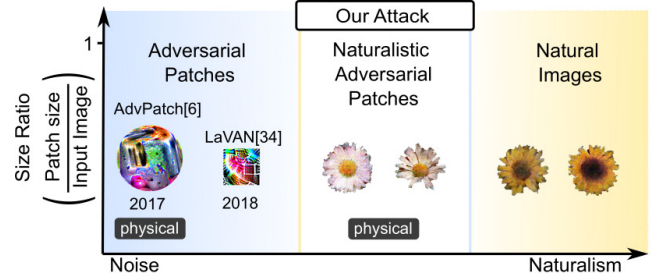 Our Attack
1
Adversarial
Patches
Naturalistic
Adversarial
Patches
Natural
Images
Size Ratio
Patch size
Input Image
AdvPatch[6]
LaVAN[34]
2017
2018
physical
physical
Noise
Naturalism